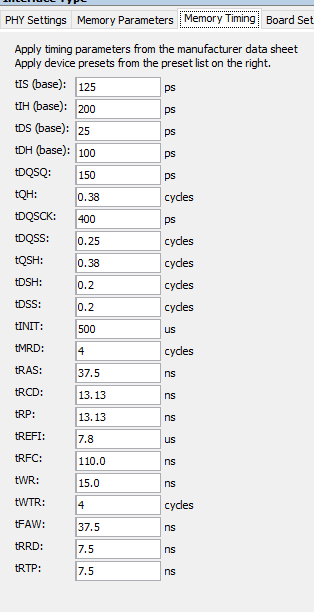 Interface Type
PHY Settings Memory Parameters Memory Timing Board Set
Apply timing parameters from the manufacturer data sheet
Apply device presets from the preset list on the right.
tIS (base): 125 ps
tIH (base): 200 ps
tDS (base): 25 ps
tDH (base): 100 ps
tDQSQ: 150 ps
tQH: 0.38 cycles
tDQSCK: 400 ps
tDQSS: 0.25 cycles
tQSH: 0.38 cycles
tDSH: 0.2 cycles
tDSS: 0.2 cycles
tINIT: 500 us
tMRD: 4 cycles
tRAS: 37.5 ns
tRCD: 13.13 ns
tRP: 13.13 ns
tREFI: 7.8 us
tRFC: 110.0 ns
tWR: 15.0 ns
tWTR: 4 cycles
tFAW: 37.5 ns
tRRD: 7.5 ns
tRTP: 7.5 ns